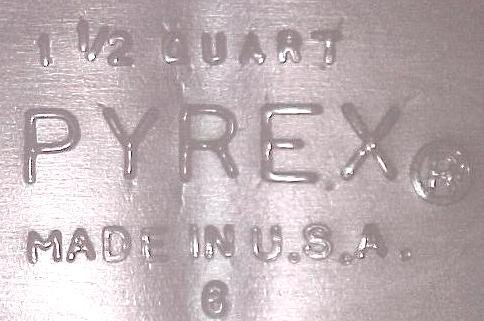 1 1/2 QUART
PYREX ®
MADE IN U.S.A.
6